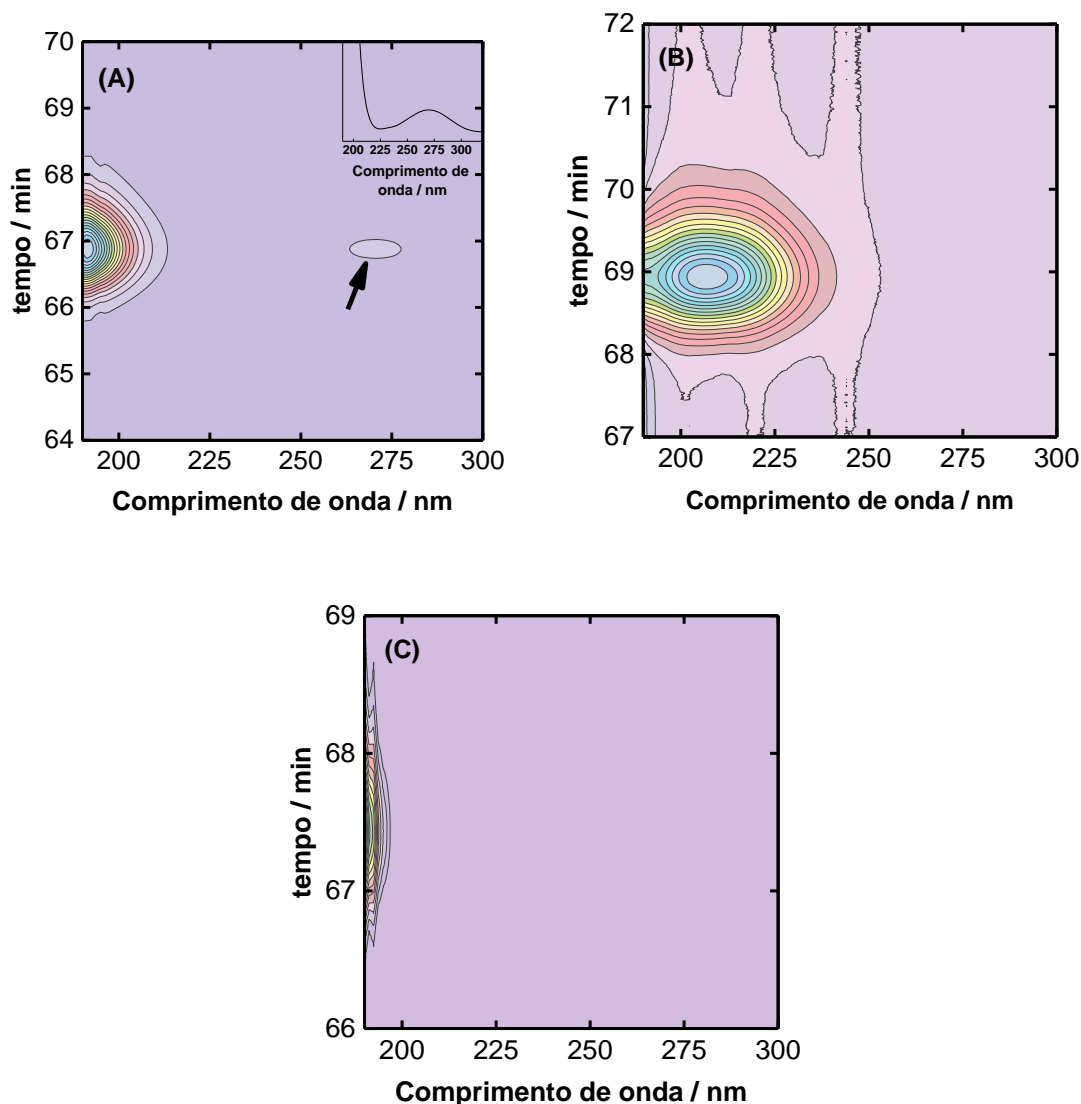 (A)
70
69
68
67
66
65
64
tempo / min
200 225 250 275 300
Comprimento de
onda / nm
200 225 250 275 300
Comprimento de onda / nm
(B)
72
71
70
69
68
67
tempo / min
200 225 250 275 300
Comprimento de onda / nm
(C)
69
68
67
66
tempo / min
200 225 250 275 300
Comprimento de onda / nm